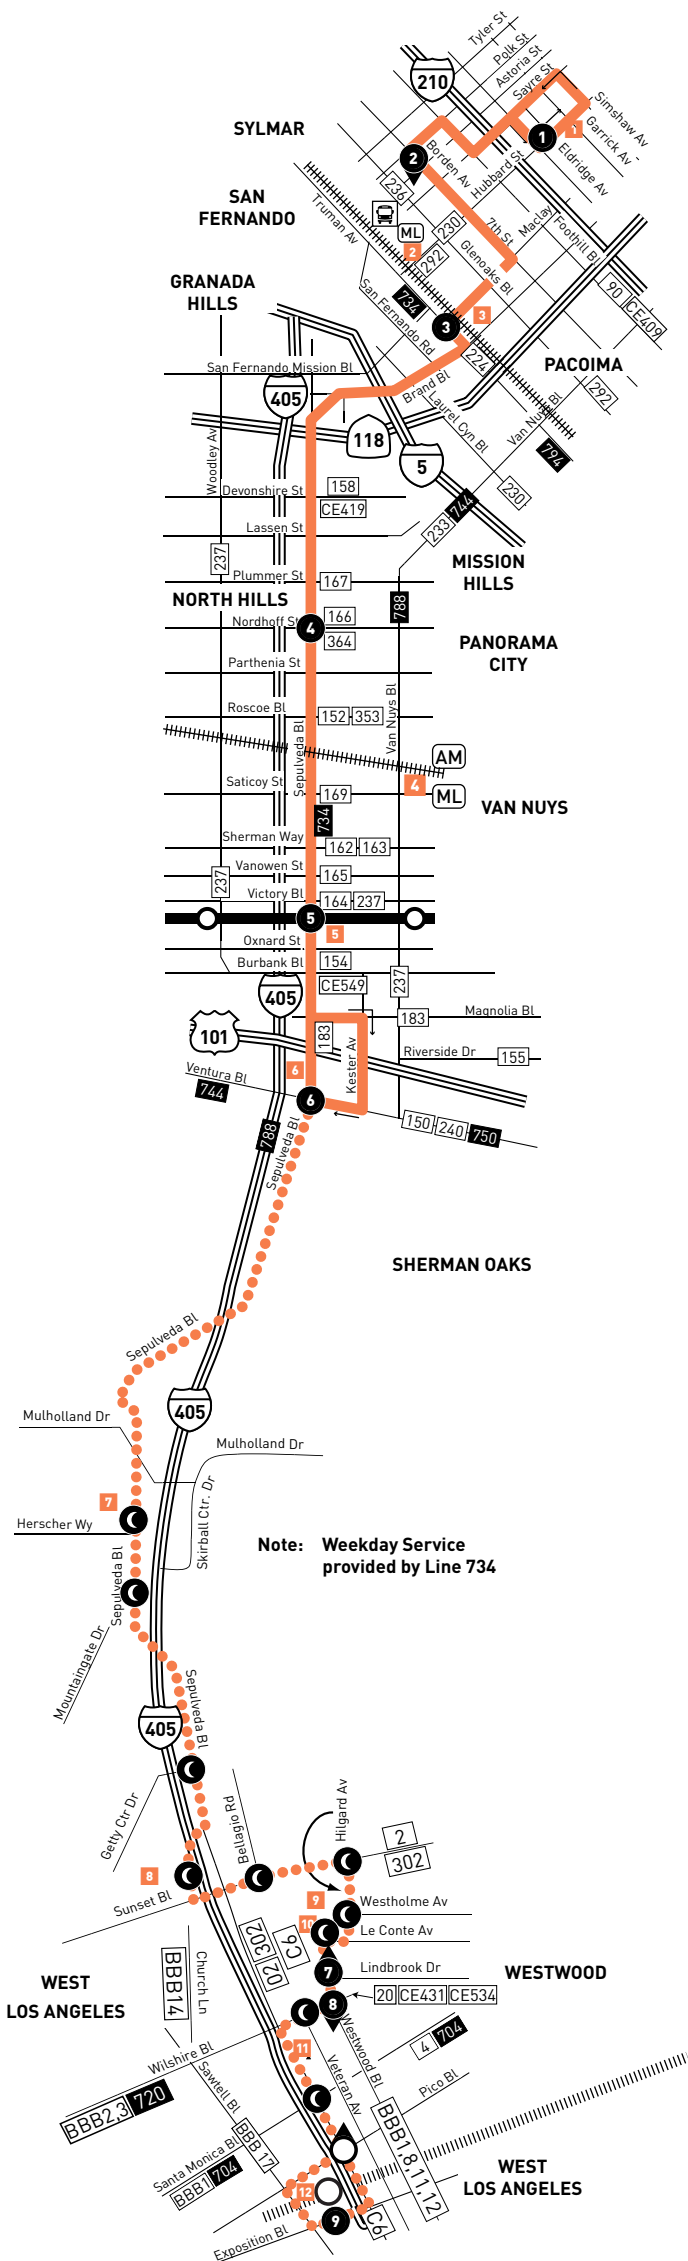 Tyler St
Polk St
Astoria St
Sayre St
210
Simshaw Av
Garrick Av
1
1
Eldridge Av
SYLMAR
2
Borden Av
Hubbard St
236
SAN
FERNANDO
Truman Av
ML
2
230
292
7th St
Maclay
Foothill Bl
Glenoaks Bl
90
CE409
GRANADA
HILLS
734
San Fernando Rd
3
3
224
PACOIMA
292
San Fernando Mission Bl
405
Brand Bl
Laurel Cyn Bl
Van Nuys Bl
794
118
5
230
Woodley Av
Devonshire St
158
CE419
Lassen St
233
744
237
MISSION
HILLS
Plummer St
167
788
NORTH HILLS
Nordhoff St
4
166
364
PANORAMA
CITY
Parthenia St
Roscoe Bl
152
353
Van Nuys Bl
Sepulveda Bl
AM
4
ML
Saticoy St
169
VAN NUYS
734
Sherman Way
162
163
Vanowen St
165
237
Victory Bl
164
237
5
5
Oxnard St
Burbank Bl
154
237
405
CE549
183
Magnolia Bl
101
183
Kester Av
Riverside Dr
155
6
Ventura Bl
744
6
150
240
750
788
Sepulveda Bl
SHERMAN OAKS
Sepulveda Bl
405
Mulholland Dr
Mulholland Dr
Skirball Ctr. Dr
7
Herscher Wy
Note: Weekday Service
provided by Line 734
Sepulveda Bl
Mountaingate Dr
Sepulveda Bl
405
Getty Ctr Dr
Bellagio Rd
Hilgard Av
2
302
8
Sunset Bl
9
Westholme Av
10
Le Conte Av
02/302
C6
7
Lindbrook Dr
WESTWOOD
WEST
LOS ANGELES
BBB14
Church Ln
8
20
CE431
CE534
Wilshire Bl
11
Westwood Bl
4
704
BBB2,3
720
Sawtell Bl
Veteran Av
Pico Bl
BBB 17
Santa Monica Bl
BBB1
704
BBB1,8,11,12
WEST
LOS ANGELES
12
9
C6
Exposition Bl